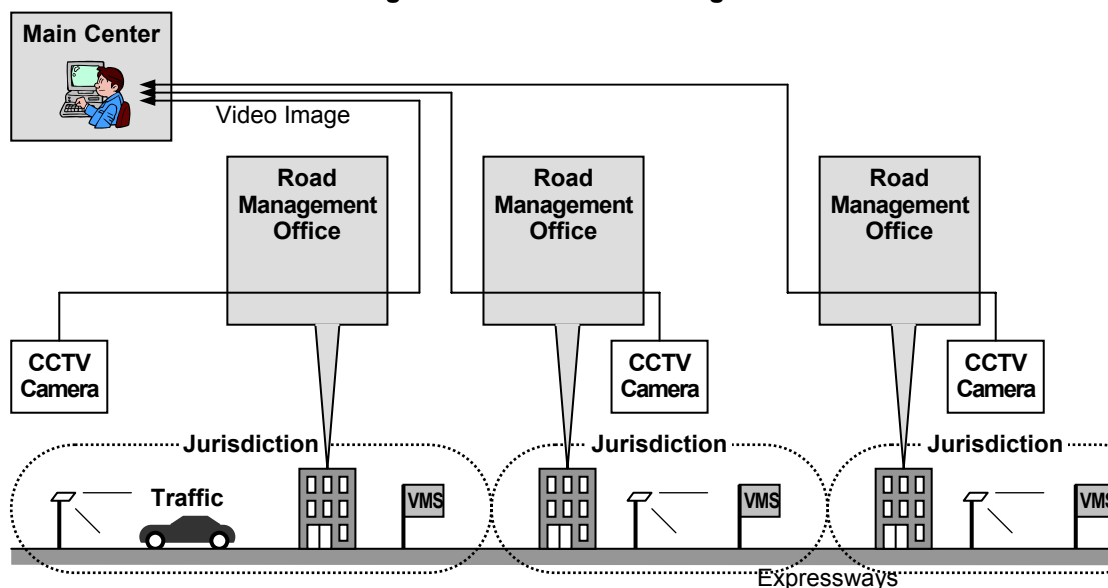 Main Center
Video Image
Road
Management
Office
Road
Management
Office
Road
Management
Office
CCTV
Camera
CCTV
Camera
CCTV
Camera
Jurisdiction
Jurisdiction
Jurisdiction
Traffic
VMS
VMS
VMS
Expressways